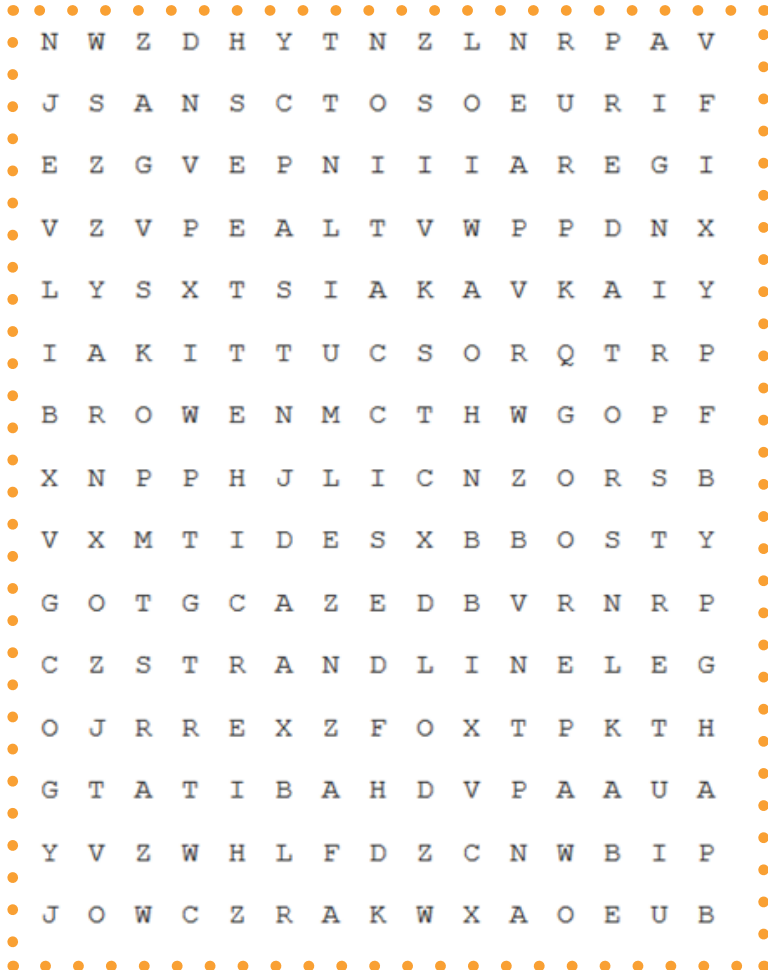 N W Z D H Y T N Z L N R P A V
J S A N S C T O S O E U R I F
E Z G V E P N I I I A R E G I
V Z V P E A L T V W P P D N X
L Y S X T S I A K A V K A I Y
I A K I T T U C S O R Q T R P
B R O W E N M C T H W G O P F
X N P P H J L I C N Z O R S B
V X M T I D E S X B B O S T Y
G O T G C A Z E D B V R N R P
C Z S T R A N D L I N E L E G
O J R R E X Z F O X T P K T H
G T A T I B A H D V P A A U A
Y V Z W H L F D Z C N W B I P
J O W C Z R A K W X A O E U B